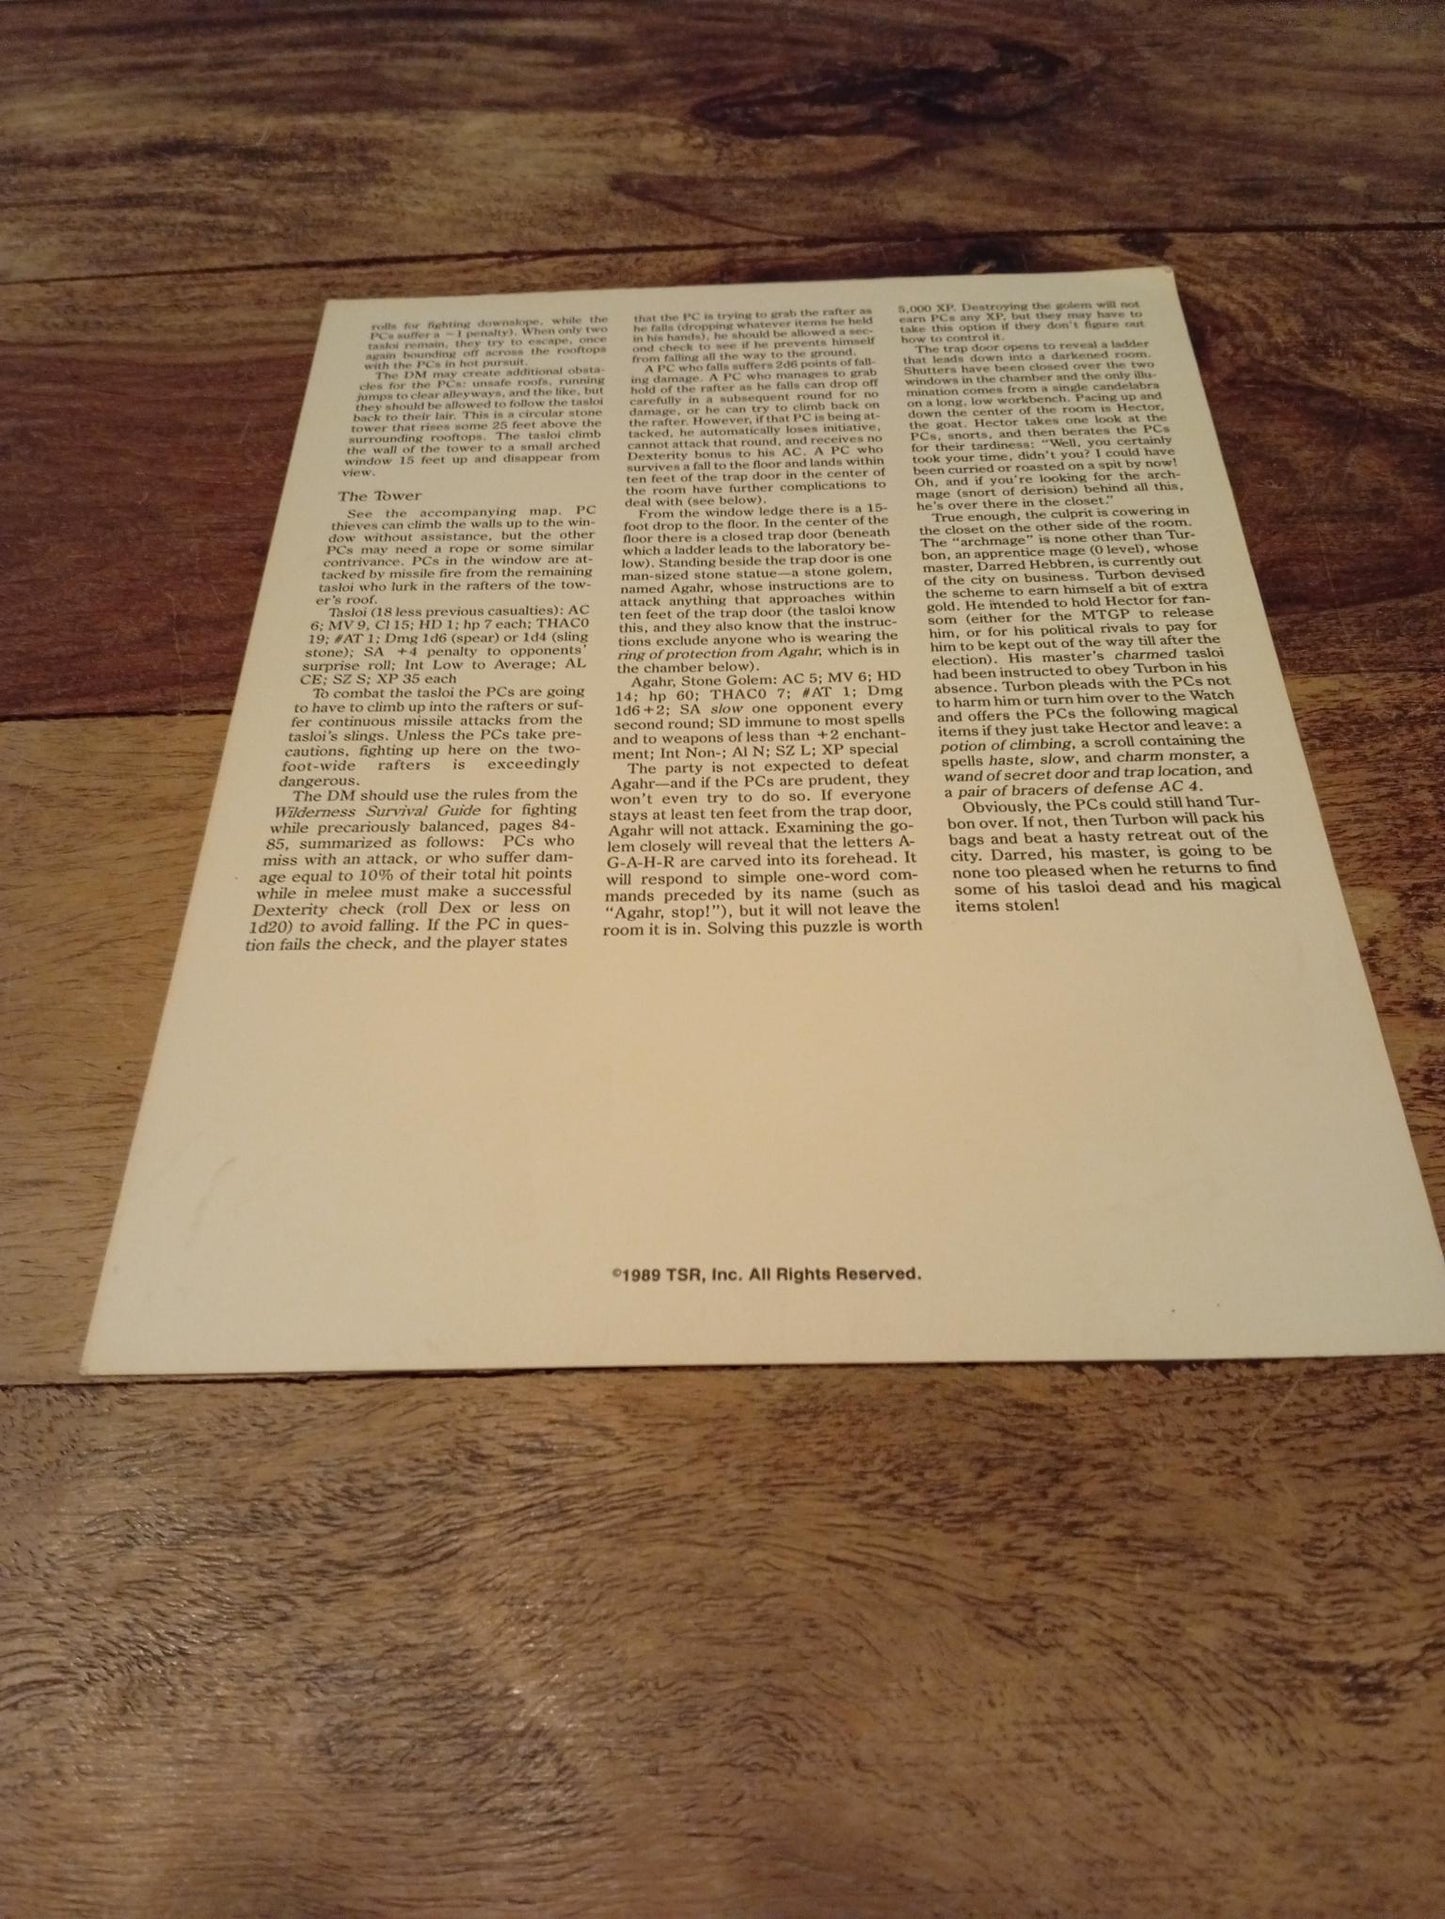 rolls for fighting downslope, while the
PCs suffer a −1 penalty). When only two
tasloi remain, they try to escape, once
again bounding off across the rooftops
with the PCs in hot pursuit.
The DM may create additional obsta-
cles for the PCs: unsafe roofs, running
jumps to clear alleyways, and the like, but
they should be allowed to follow the tasloi
back to their lair. This is a circular stone
tower that rises some 25 feet above the
surrounding rooftops. The tasloi climb
the wall of the tower to a small arched
window 15 feet up and disappear from
view.
The Tower
See the accompanying map. PC
thieves can climb the walls up to the win-
dow without assistance, but the other
PCs may need a rope or some similar
contrivance. PCs in the window are at-
tacked by missile fire from the remaining
tasloi who lurk in the rafters of the tow-
er's roof.
Tasloi (18 less previous casualties): AC
6; MV 9, Cl 15; HD 1; hp 7 each; THAC0
19; #AT 1; Dmg 1d6 (spear) or 1d4 (sling
stone); SA +4 penalty to opponents'
surprise roll; Int Low to Average; AL
CE; SZ S; XP 35 each
To combat the tasloi the PCs are going
to have to climb up into the rafters or suf-
fer continuous missile attacks from the
tasloi's slings. Unless the PCs take pre-
cautions, fighting up here on the two-
foot-wide rafters is exceedingly
dangerous.
The DM should use the rules from the
Wilderness Survival Guide for fighting
while precariously balanced, pages 84-
85, summarized as follows: PCs who
miss with an attack, or who suffer dam-
age equal to 10% of their total hit points
while in melee must make a successful
Dexterity check (roll Dex or less on
1d20) to avoid falling. If the PC in ques-
tion fails the check, and the player states
that the PC is trying to grab the rafter as
he falls (dropping whatever items he held
in his hands), he should be allowed a sec-
ond check to see if he prevents himself
from falling all the way to the ground.
A PC who falls suffers 2d6 points of fall-
ing damage. A PC who manages to grab
hold of the rafter as he falls can drop off
carefully in a subsequent round for no
damage, or he can try to climb back on
the rafter. However, if that PC is being at-
tacked, he automatically loses initiative,
cannot attack that round, and receives no
Dexterity bonus to his AC. A PC who
survives a fall to the floor and lands within
ten feet of the trap door in the center of
the room have further complications to
deal with (see below).
From the window ledge there is a 15-
foot drop to the floor. In the center of the
floor there is a closed trap door (beneath
which a ladder leads to the laboratory be-
low). Standing beside the trap door is one
man-sized stone statue—a stone golem,
named Agahr, whose instructions are to
attack anything that approaches within
ten feet of the trap door (the tasloi know
this, and they also know that the instruc-
tions exclude anyone who is wearing the
ring of protection from Agahr, which is in
the chamber below).
Agahr, Stone Golem: AC 5; MV 6; HD
14; hp 60; THAC0 7; #AT 1; Dmg
1d6+2; SA slow one opponent every
second round; SD immune to most spells
and to weapons of less than +2 enchant-
ment; Int Non-; Al N; SZ L; XP special
The party is not expected to defeat
Agahr—and if the PCs are prudent, they
won't even try to do so. If everyone
stays at least ten feet from the trap door,
Agahr will not attack. Examining the go-
lem closely will reveal that the letters A-
G-A-H-R are carved into its forehead. It
will respond to simple one-word com-
mands preceded by its name (such as
"Agahr, stop!"), but it will not leave the
room it is in. Solving this puzzle is worth
5,000 XP. Destroying the golem will not
earn PCs any XP, but they may have to
take this option if they don't figure out
how to control it.
The trap door opens to reveal a ladder
that leads down into a darkened room.
Shutters have been closed over the two
windows in the chamber and the only illu-
mination comes from a single candelabra
on a long, low workbench. Pacing up and
down the center of the room is Hector,
the goat. Hector takes one look at the
PCs, snorts, and then berates the PCs
for their tardiness: "Well, you certainly
took your time, didn't you? I could have
been curried or roasted on a spit by now!
Oh, and if you're looking for the arch-
mage (snort of derision) behind all this,
he's over there in the closet."
True enough, the culprit is cowering in
the closet on the other side of the room.
The "archmage" is none other than Tur-
bon, an apprentice mage (0 level), whose
master, Darred Hebbren, is currently out
of the city on business. Turbon devised
the scheme to earn himself a bit of extra
gold. He intended to hold Hector for ran-
som (either for the MTGP to release
him, or for his political rivals to pay for
him to be kept out of the way till after the
election). His master's charmed tasloi
had been instructed to obey Turbon in his
absence. Turbon pleads with the PCs not
to harm him or turn him over to the Watch
and offers the PCs the following magical
items if they just take Hector and leave: a
potion of climbing, a scroll containing the
spells haste, slow, and charm monster, a
wand of secret door and trap location, and
a pair of bracers of defense AC 4.
Obviously, the PCs could still hand Tur-
bon over. If not, then Turbon will pack his
bags and beat a hasty retreat out of the
city. Darred, his master, is going to be
none too pleased when he returns to find
some of his tasloi dead and his magical
items stolen!
©1989 TSR, Inc. All Rights Reserved.